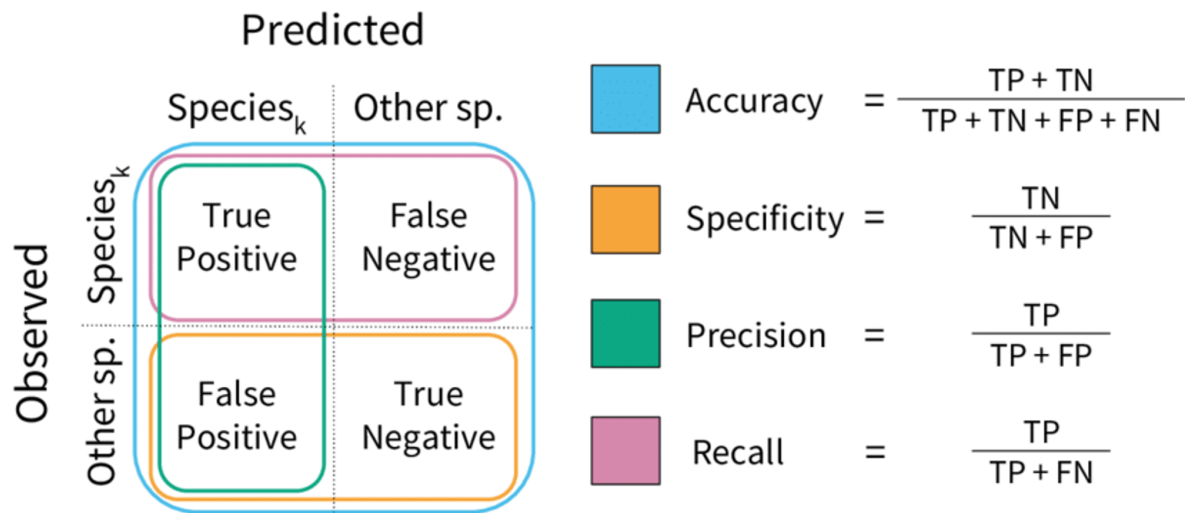 Predicted
Species_k Other sp.
Observed
Species_k
True Positive
False Negative
Other sp.
False Positive
True Negative
Accuracy = TP + TN
TP + TN + FP + FN
Specificity = TN
TN + FP
Precision = TP
TP + FP
Recall = TP
TP + FN